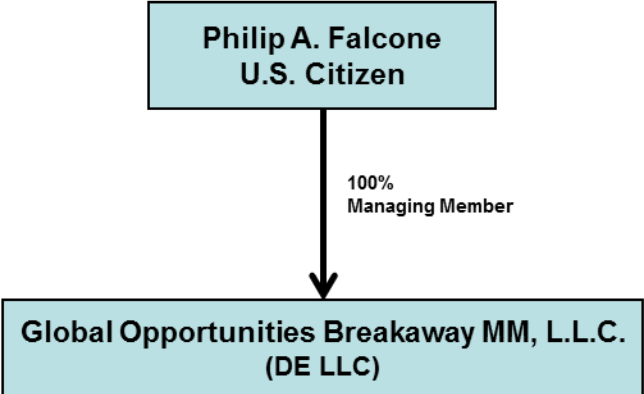 Philip A. Falcone
U.S. Citizen
100%
Managing Member
Global Opportunities Breakaway MM, L.L.C.
(DE LLC)